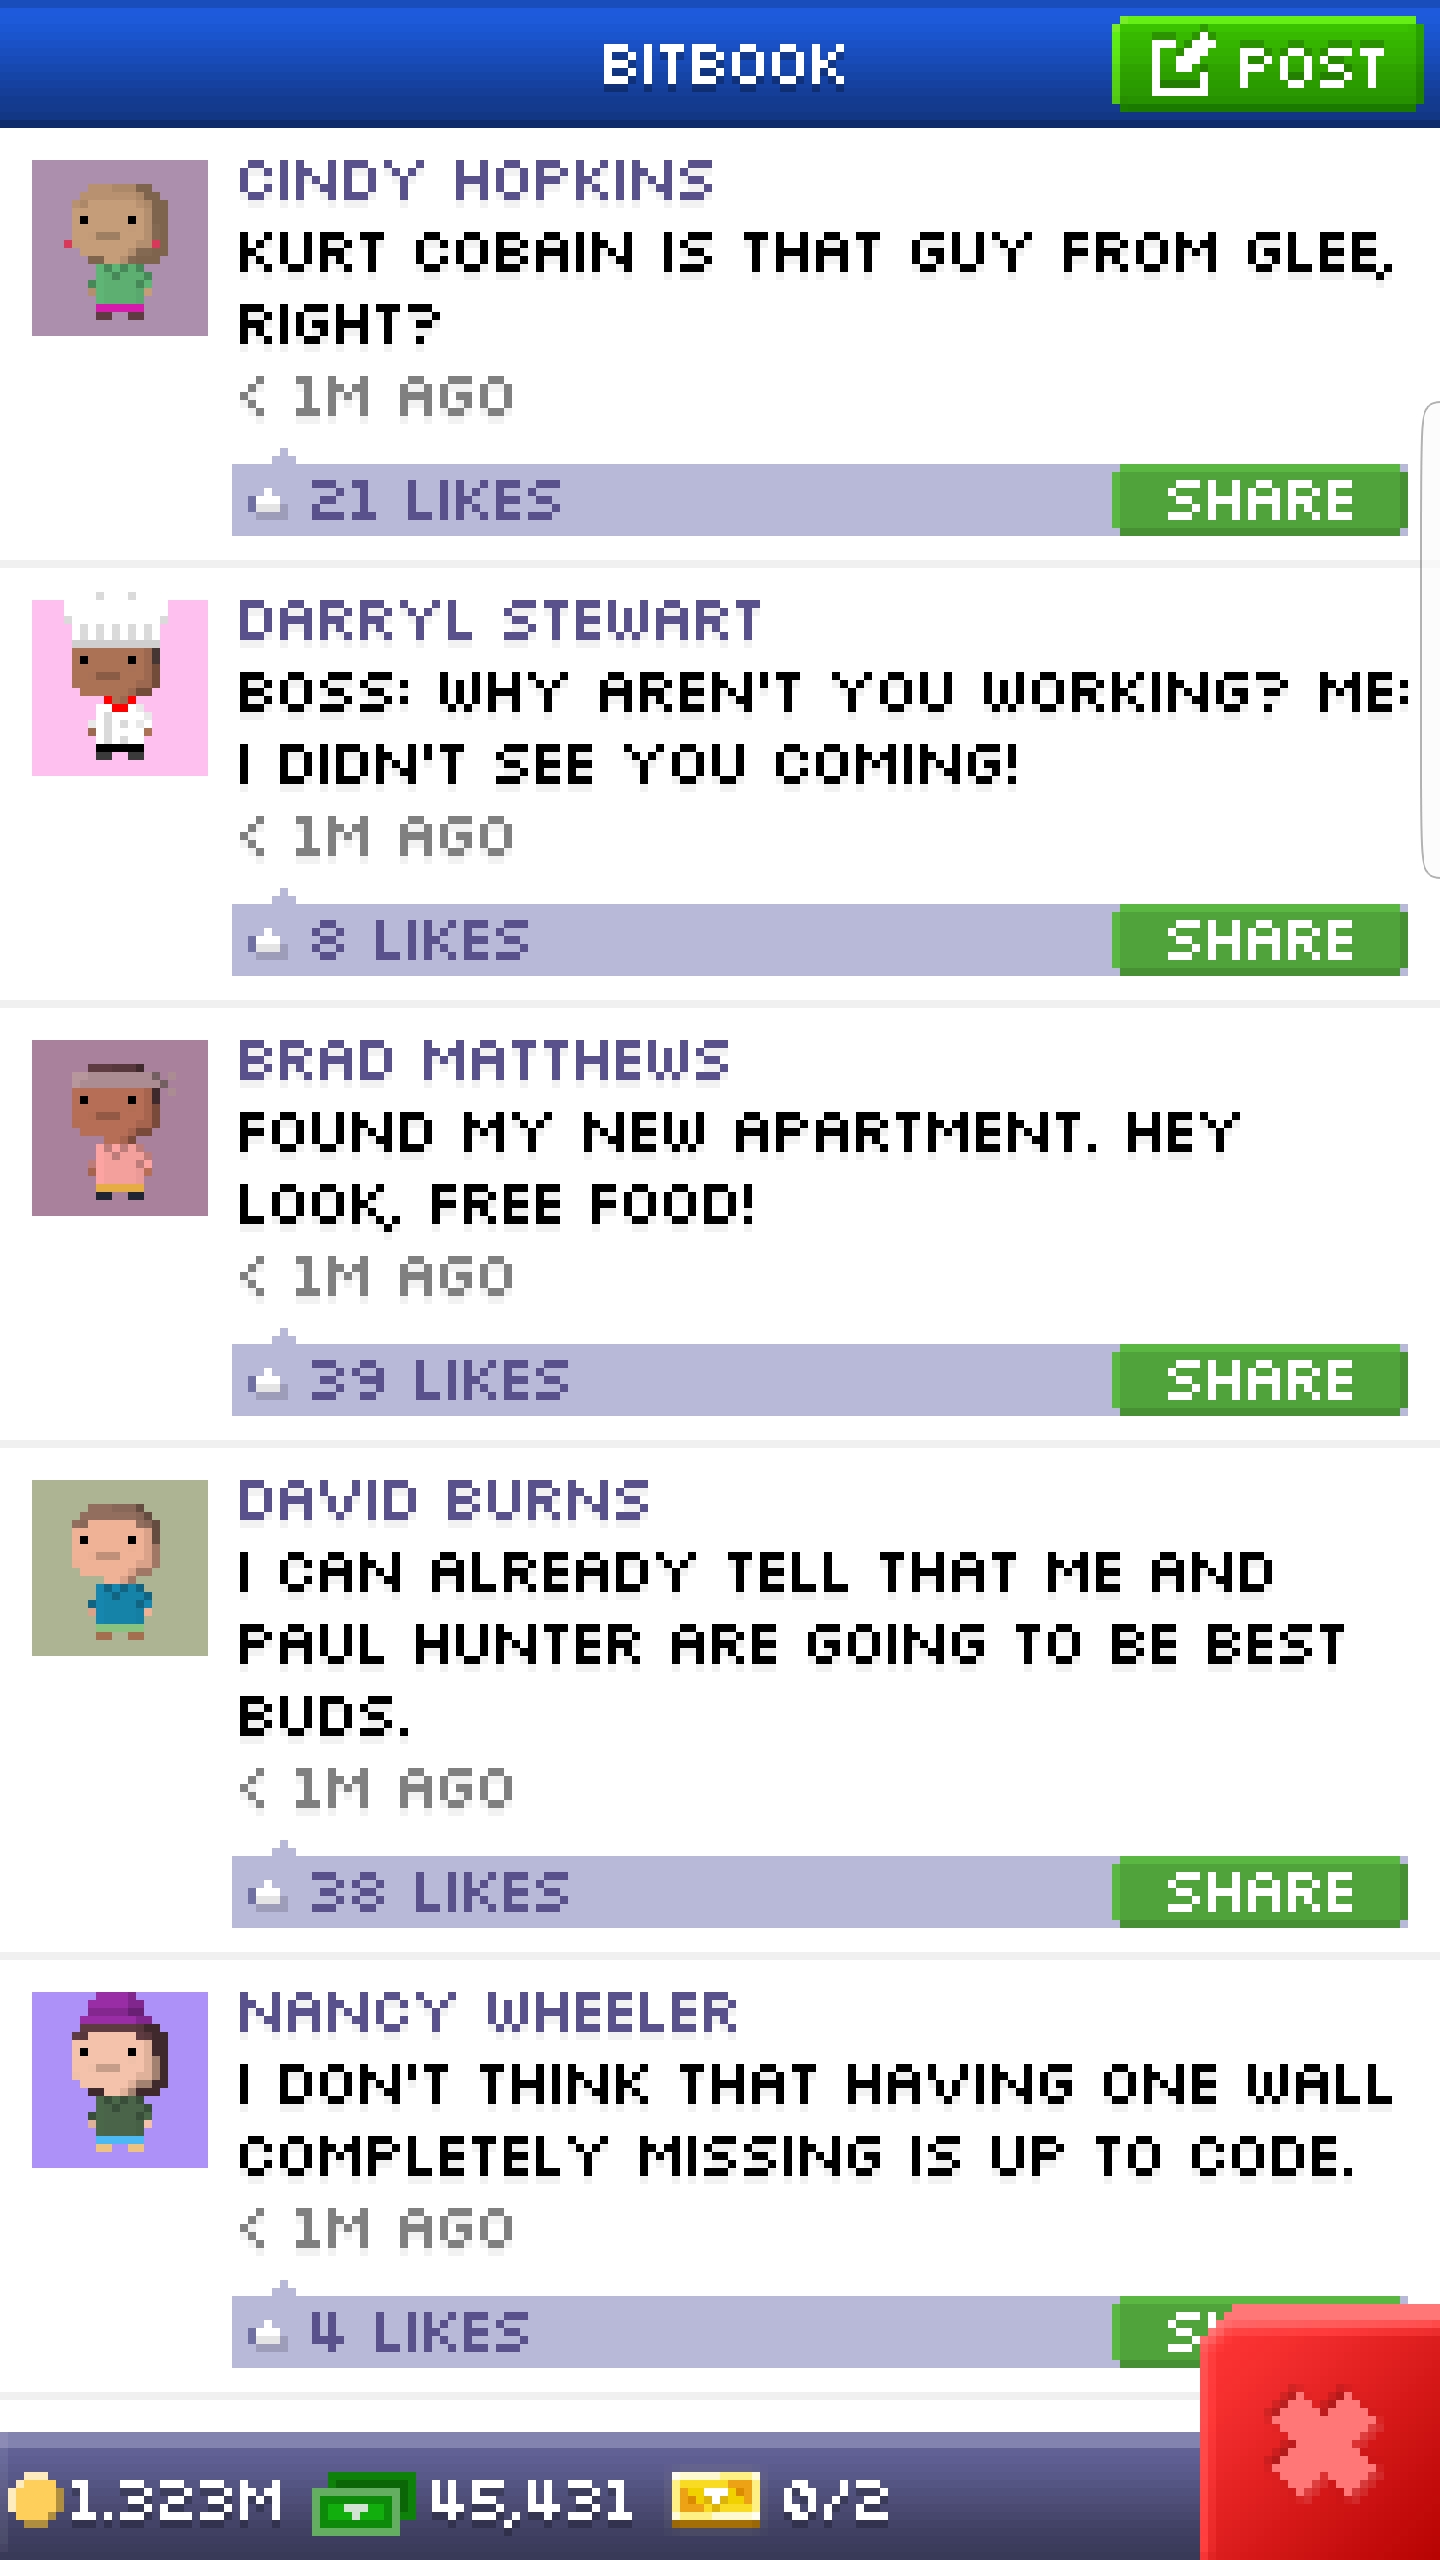 BITBOOK
POST
CINDY HOPKINS
KURT COBAIN IS THAT GUY FROM GLEE,
RIGHT?
< 1M AGO
21 LIKES
SHARE
DARRYL STEWART
BOSS: WHY AREN'T YOU WORKING? ME:
I DIDN'T SEE YOU COMING!
< 1M AGO
8 LIKES
SHARE
BRAD MATTHEWS
FOUND MY NEW APARTMENT. HEY
LOOK, FREE FOOD!
< 1M AGO
39 LIKES
SHARE
DAVID BURNS
I CAN ALREADY TELL THAT ME AND
PAUL HUNTER ARE GOING TO BE BEST
BUDS.
< 1M AGO
38 LIKES
SHARE
NANCY WHEELER
I DON'T THINK THAT HAVING ONE WALL
COMPLETELY MISSING IS UP TO CODE.
< 1M AGO
4 LIKES
1.323M 45,431 0/2